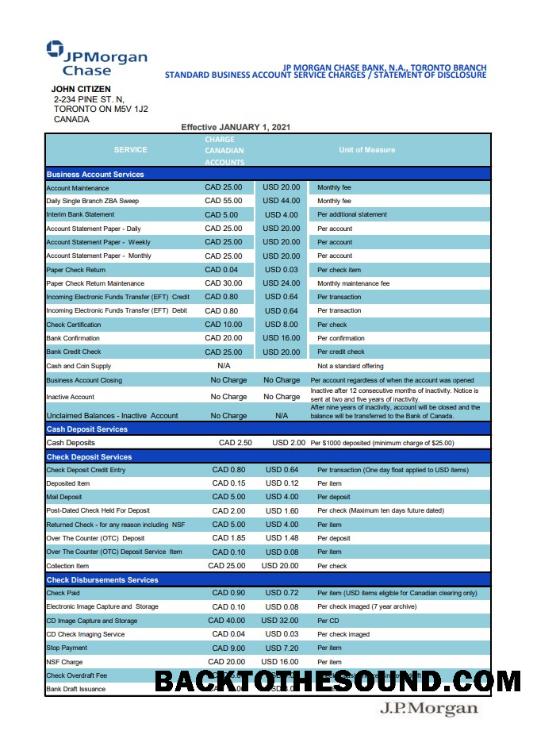 JPMorgan
Chase
JP MORGAN CHASE BANK, N.A., TORONTO BRANCH
STANDARD BUSINESS ACCOUNT SERVICE CHARGES / STATEMENT OF DISCLOSURE
JOHN CITIZEN
2-234 PINE ST. N,
TORONTO ON M5V 1J2
CANADA
Effective JANUARY 1, 2021
SERVICE CHARGE CANADIAN ACCOUNTS Unit of Measure
Business Account Services
Account Maintenance CAD 25.00 USD 20.00 Monthly fee
Daily Single Branch ZBA Sweep CAD 55.00 USD 44.00 Monthly fee
Interim Bank Statement CAD 5.00 USD 4.00 Per additional statement
Account Statement Paper - Daily CAD 25.00 USD 20.00 Per account
Account Statement Paper - Weekly CAD 25.00 USD 20.00 Per account
Account Statement Paper - Monthly CAD 25.00 USD 20.00 Per account
Paper Check Return CAD 0.04 USD 0.03 Per check item
Paper Check Return Maintenance CAD 30.00 USD 24.00 Monthly maintenance fee
Incoming Electronic Funds Transfer (EFT) Credit CAD 0.80 USD 0.64 Per transaction
Incoming Electronic Funds Transfer (EFT) Debit CAD 0.80 USD 0.64 Per transaction
Check Certification CAD 10.00 USD 8.00 Per check
Bank Confirmation CAD 20.00 USD 16.00 Per confirmation
Bank Credit Check CAD 25.00 USD 20.00 Per credit check
Cash and Coin Supply N/A Not a standard offering
Business Account Closing No Charge No Charge Per account regardless of when the account was opened
Inactive Account No Charge No Charge Inactive after 12 consecutive months of inactivity. Notice is
sent at two and five years of inactivity.
Unclaimed Balances - Inactive Account No Charge N/A After nine years of inactivity, account will be closed and the
balance will be transferred to the Bank of Canada.
Cash Deposit Services
Cash Deposits CAD 2.50 USD 2.00 Per $1000 deposited (minimum charge of $25.00)
Check Deposit Services
Check Deposit Credit Entry CAD 0.80 USD 0.64 Per transaction (One day float applied to USD items)
Deposited Item CAD 0.15 USD 0.12 Per item
Mail Deposit CAD 5.00 USD 4.00 Per deposit
Post-Dated Check Held For Deposit CAD 2.00 USD 1.60 Per check (Maximum ten days future dated)
Returned Check - for any reason including NSF CAD 5.00 USD 4.00 Per item
Over The Counter (OTC) Deposit CAD 1.85 USD 1.48 Per deposit
Over The Counter (OTC) Deposit Service Item CAD 0.10 USD 0.08 Per item
Collection Item CAD 25.00 USD 20.00 Per check
Check Disbursements Services
Check Paid CAD 0.90 USD 0.72 Per item (USD items eligible for Canadian clearing only)
Electronic Image Capture and Storage CAD 0.10 USD 0.08 Per check imaged (7 year archive)
CD Image Capture and Storage CAD 40.00 USD 32.00 Per CD
CD Check Imaging Service CAD 0.04 USD 0.03 Per check imaged
Stop Payment CAD 9.00 USD 7.20 Per item
NSF Charge CAD 20.00 USD 16.00 Per item
Check Overdraft Fee
Bank Draft Issuance
BACKTOTHESOUND.COM
J.P.Morgan